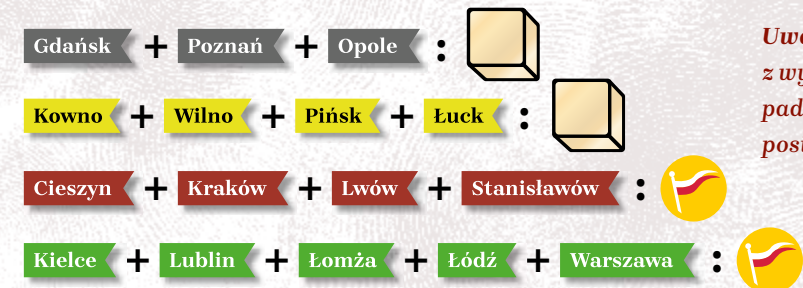 Gdańsk + Poznań + Opole :
Kowno + Wilno + Pińsk + Łuck :
Cieszyn + Kraków + Lwów + Stanisławów :
Kielce + Lublin + Łomża + Łódź + Warszawa :
z